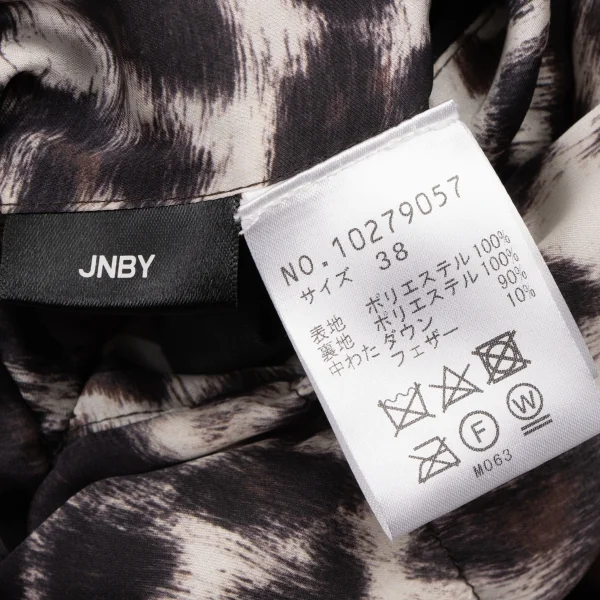 JNBY
NO.10279057
サイズ 38
表地 ポリエステル100%
裏地 ポリエステル100%
中わた ダウン 90%
フェザー 10%
F W
M063